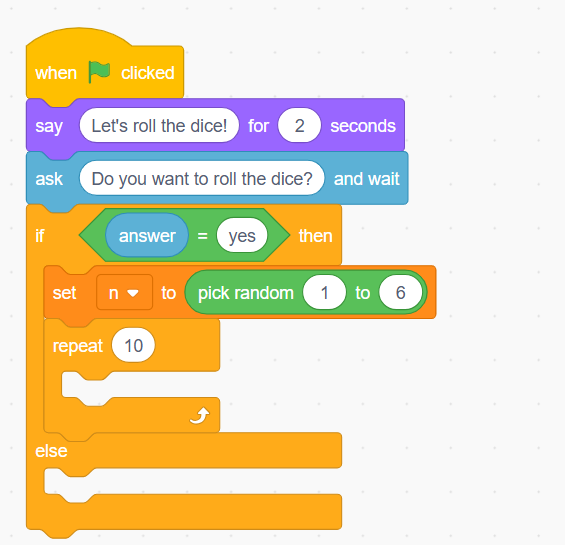 when clicked
say Let's roll the dice! for 2 seconds
ask Do you want to roll the dice? and wait
if answer = yes then
set n to pick random 1 to 6
repeat 10
else